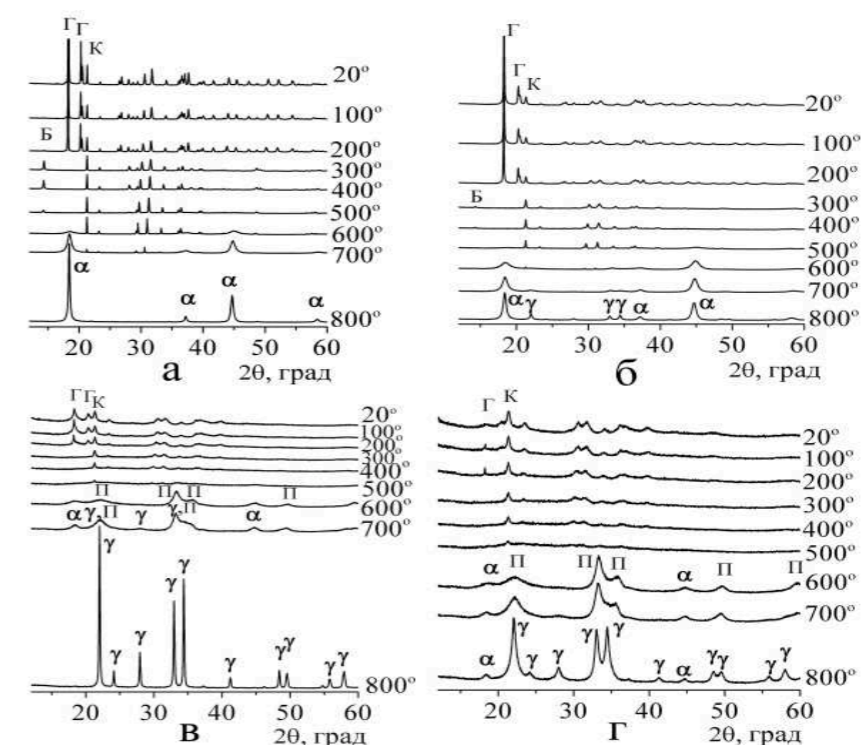 Г Г
К
20°
100°
Б
200°
300°
400°
500°
600°
700°
α
α
α
α
800°
20 30 40 50 60
а
2θ, град
Г
Г
К
20°
100°
200°
Б
300°
400°
500°
600°
700°
α γ γγ α α
800°
20 30 40 50 60
б
2θ, град
Г Г К
20°
100°
200°
300°
400°
500°
П П П П
600°
α γ,П γ γ,П α
700°
γ
γ γ
γ γ γ γ γ γ γ
800°
20 30 40 50 60
в
2θ, град
Г К
20°
100°
200°
300°
400°
500°
α П П П α П П
600°
700°
γ γ γ
α γ γ γ α γγ γ γ
800°
20 30 40 50 60
г
2θ, град